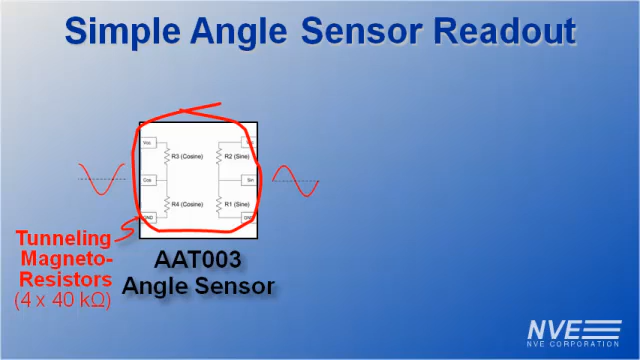 Simple Angle Sensor Readout
Vcc
R3 (Cosine)
R2 (Sine)
Cos
Sin
R4 (Cosine)
R1 (Sine)
GND
Tunneling
Magneto-
Resistors
(4 x 40 kΩ)
AAT003
Angle Sensor
NVE
NVE CORPORATION